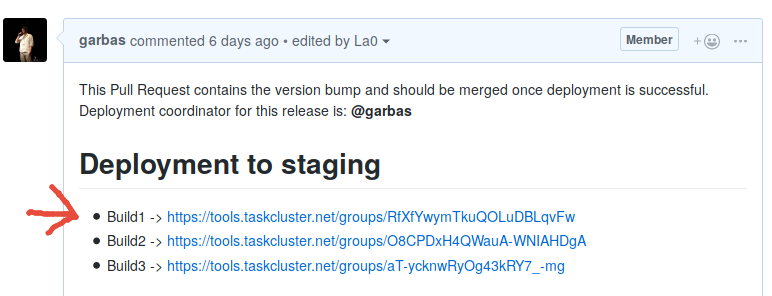 garbas commented 6 days ago • edited by La0
Member
This Pull Request contains the version bump and should be merged once deployment is successful.
Deployment coordinator for this release is: @garbas
Deployment to staging
• Build1 -> https://tools.taskcluster.net/groups/RfXfYwymTkuQOLuDBLqvFw
• Build2 -> https://tools.taskcluster.net/groups/O8CPDxH4QWauA-WNIAHDgA
• Build3 -> https://tools.taskcluster.net/groups/aT-ycknwRyOg43kRY7_-mg